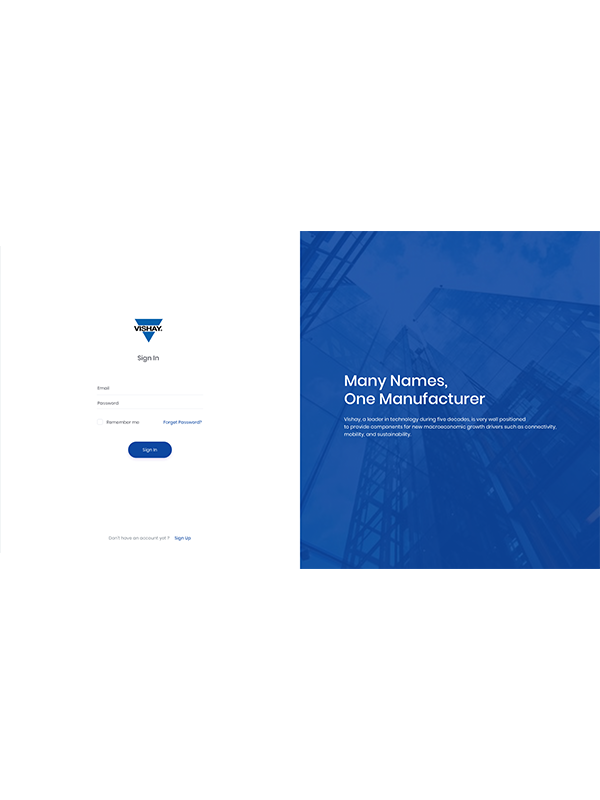 VISHAY.
Sign In
Email
Password
Remember me
Forget Password?
Sign In
Don't have an account yet ? Sign Up
Many Names,
One Manufacturer
Vishay, a leader in technology during five decades, is very well positioned
to provide components for new macroeconomic growth drivers such as connectivity,
mobility, and sustainability.